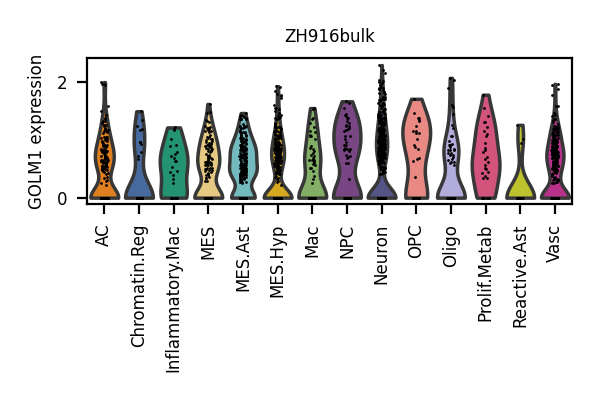 ZH916bulk
GOLM1 expression
2
0
AC
Chromatin.Reg
Inflammatory.Mac
MES
MES.Ast
MES.Hyp
Mac
NPC
Neuron
OPC
Oligo
Prolif.Metab
Reactive.Ast
Vasc